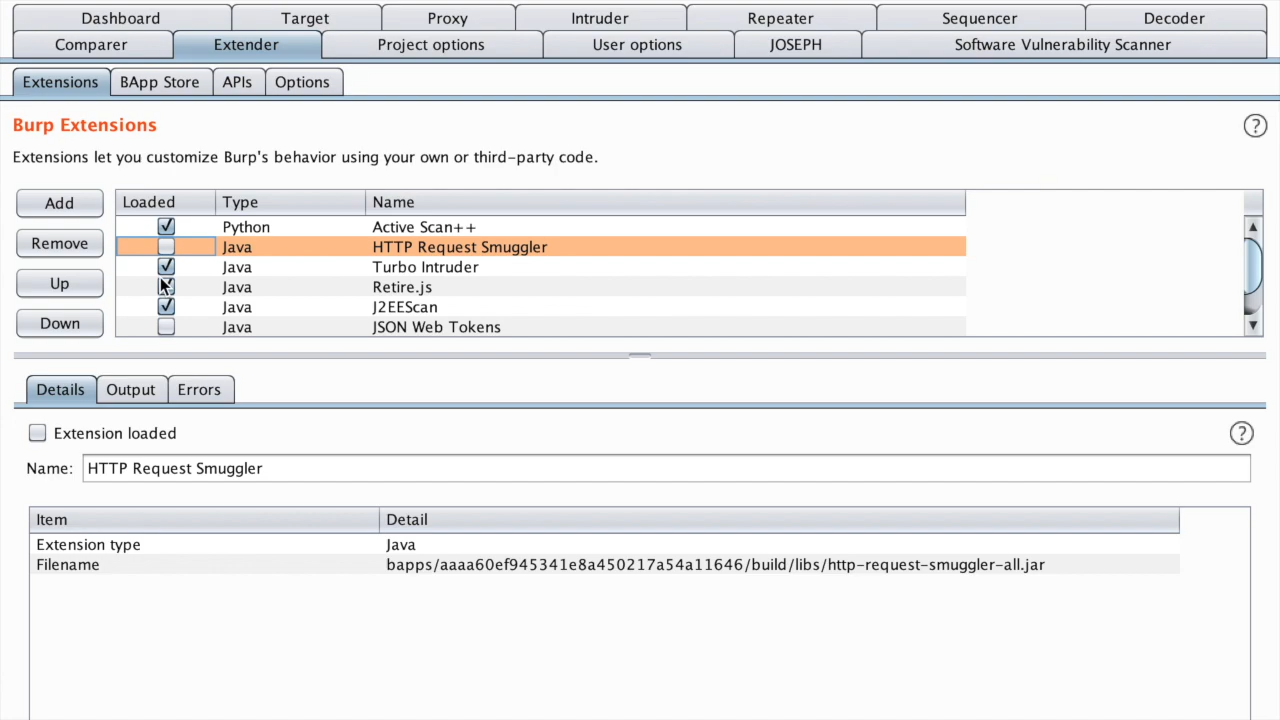 Dashboard Target Proxy Intruder Repeater Sequencer Decoder
Comparer Extender Project options User options JOSEPH Software Vulnerability Scanner
Extensions BApp Store APIs Options
Burp Extensions ?
Extensions let you customize Burp's behavior using your own or third-party code.
Add Loaded Type Name
Python Active Scan++
Remove Java HTTP Request Smuggler
Java Turbo Intruder
Up Java Retire.js
Java J2EEScan
Down Java JSON Web Tokens
Details Output Errors
Extension loaded ?
Name: HTTP Request Smuggler
Item Detail
Extension type Java
Filename bapps/aaaa60ef945341e8a450217a54a11646/build/libs/http-request-smuggler-all.jar